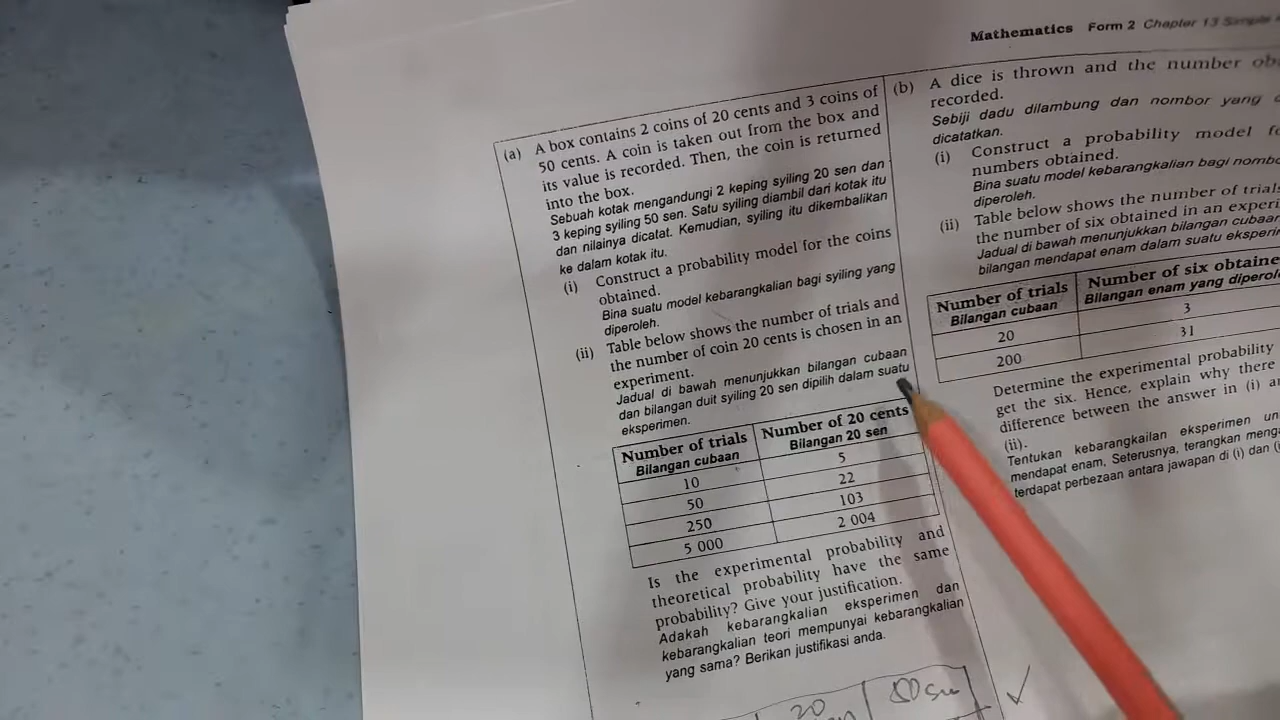 Mathematics Form 2 Chapter 13 Simple
(a) A box contains 2 coins of 20 cents and 3 coins of
50 cents. A coin is taken out from the box and
its value is recorded. Then, the coin is returned
into the box.
Sebuah kotak mengandungi 2 keping syiling 20 sen dan
3 keping syiling 50 sen. Satu syiling diambil dari kotak itu
dan nilainya dicatat. Kemudian, syiling itu dikembalikan
ke dalam kotak itu.
(i) Construct a probability model for the coins
obtained.
Bina suatu model kebarangkalian bagi syiling yang
diperoleh.
(ii) Table below shows the number of trials and
the number of coin 20 cents is chosen in an
experiment.
Jadual di bawah menunjukkan bilangan cubaan
dan bilangan duit syiling 20 sen dipilih dalam suatu
eksperimen.
Number of trials Number of 20 cents
Bilangan cubaan Bilangan 20 sen
10 5
50 22
250 103
5 000 2 004
Is the experimental probability and
theoretical probability have the same
probability? Give your justification.
Adakah kebarangkalian eksperimen dan
kebarangkalian teori mempunyai kebarangkalian
yang sama? Berikan justifikasi anda.
20 50 sen
(b) A dice is thrown and the number
recorded.
Sebiji dadu dilambung dan nombor yang
dicatatkan.
(i) Construct a probability model
numbers obtained.
Bina suatu model kebarangkalian bagi
diperoleh.
(ii) Table below shows the number of trials
the number of six obtained in an
Jadual di bawah menunjukkan bilangan cubaan
bilangan mendapat enam dalam suatu
Number of trials Number of six
Bilangan cubaan Bilangan enam yang
20 3
200 31
Determine the experimental probability
get the six. Hence, explain why there
difference between the answer in (i)
(ii).
Tentukan kebarangkailan eksperimen
mendapat enam, Seterusnya, terangkan
terdapat perbezaan antara jawapan di (i) dan